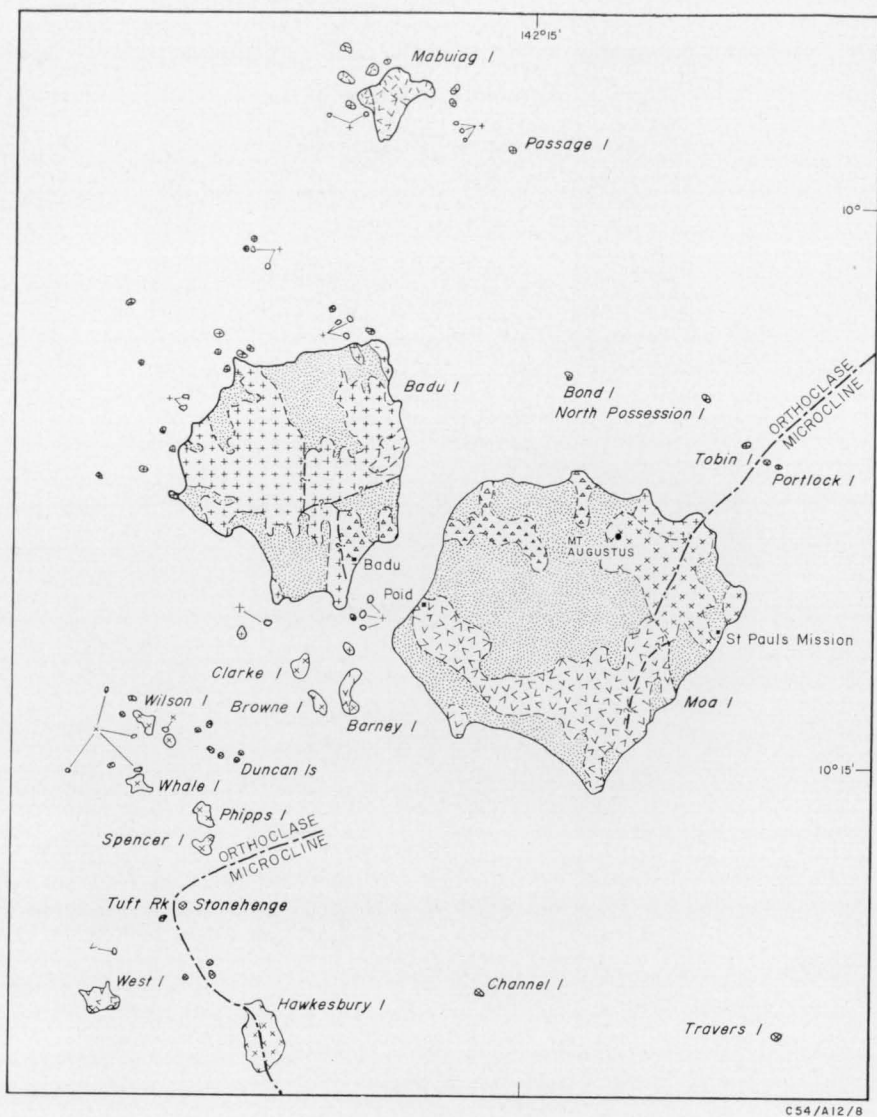 142°15'
Mabuiag I
Passage I
10°
Badu I
Bond I
North Possession I
ORTHOCLASE
MICROCLINE
Tobin I
Portlock I
MT
AUGUSTUS
Badu
Poid
St Pauls Mission
Clarke I
Browne I
Barney I
Moa I
Wilson I
Duncan Is
10°15'
Whale I
Phipps I
Spencer I
ORTHOCLASE
MICROCLINE
Tuft Rk
Stonehenge
West I
Channel I
Hawkesbury I
Travers I
C54/A12/8